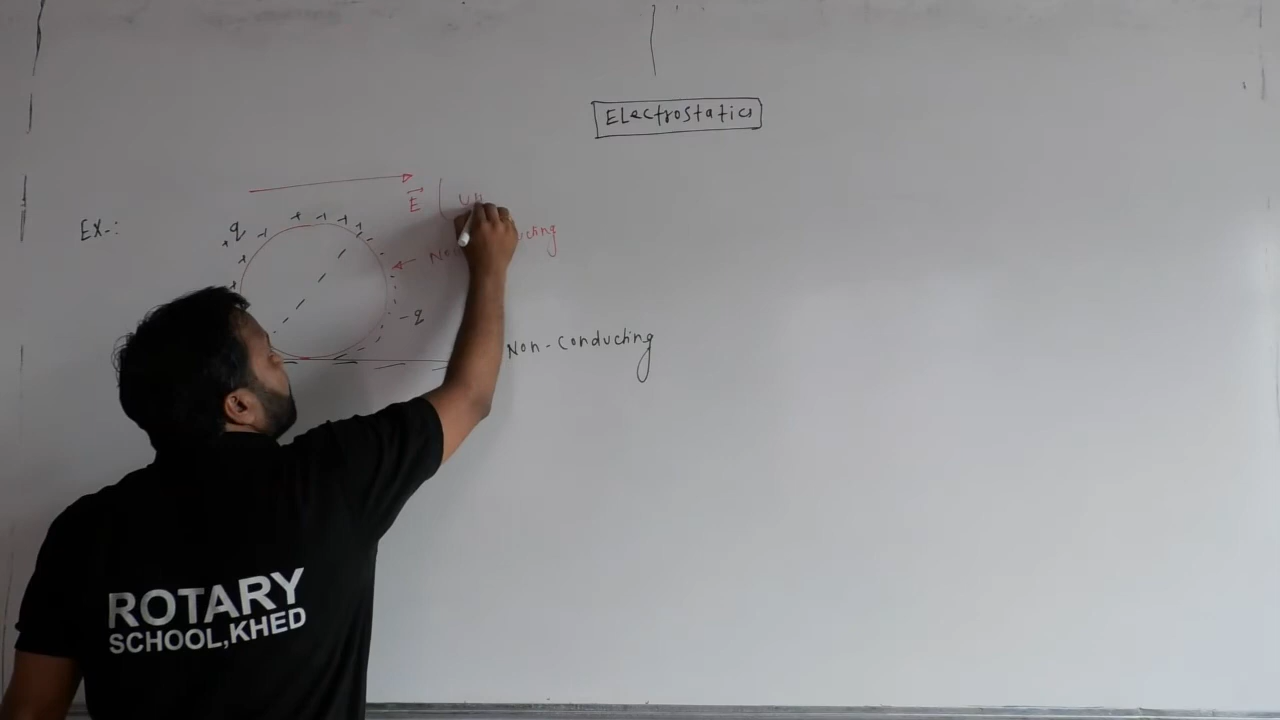 Electrostatics
E
Ex-:
q
-q
Non-conducting
ROTARY
SCHOOL,KHED